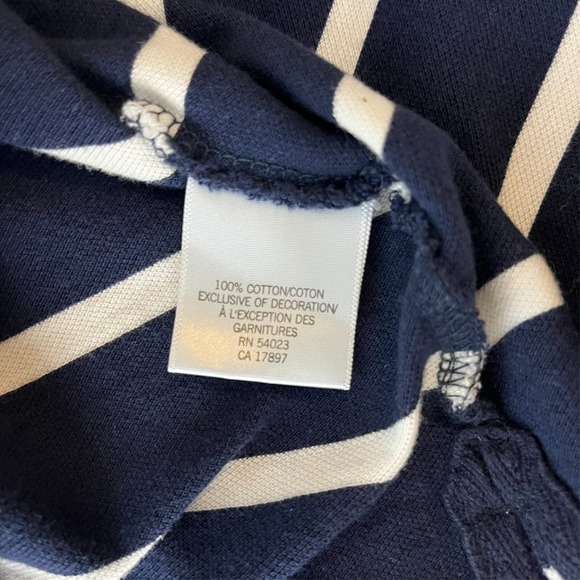 100% COTTON/COTON
EXCLUSIVE OF DECORATION/
À L'EXCEPTION DES
GARNITURES
RN 54023
CA 17897